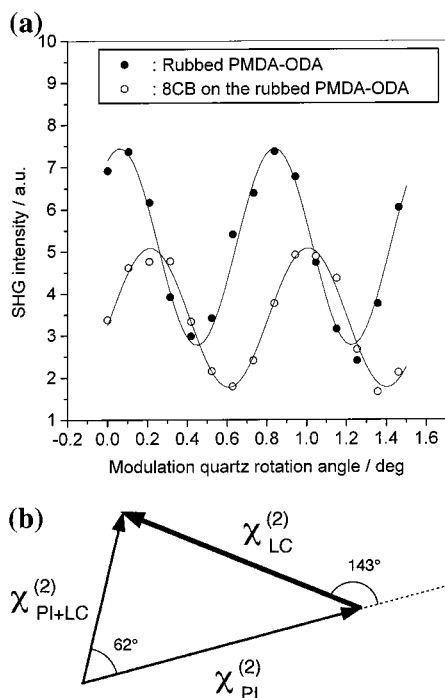 (a)
10
9
8
7
6
5
4
3
2
1
SHG intensity / a.u.
● : Rubbed PMDA-ODA
○ : 8CB on the rubbed PMDA-ODA
-0.2 0.0 0.2 0.4 0.6 0.8 1.0 1.2 1.4 1.6
Modulation quartz rotation angle / deg
(b)
χ(2)LC
143°
χ(2)PI+LC
62°
χ(2)PI